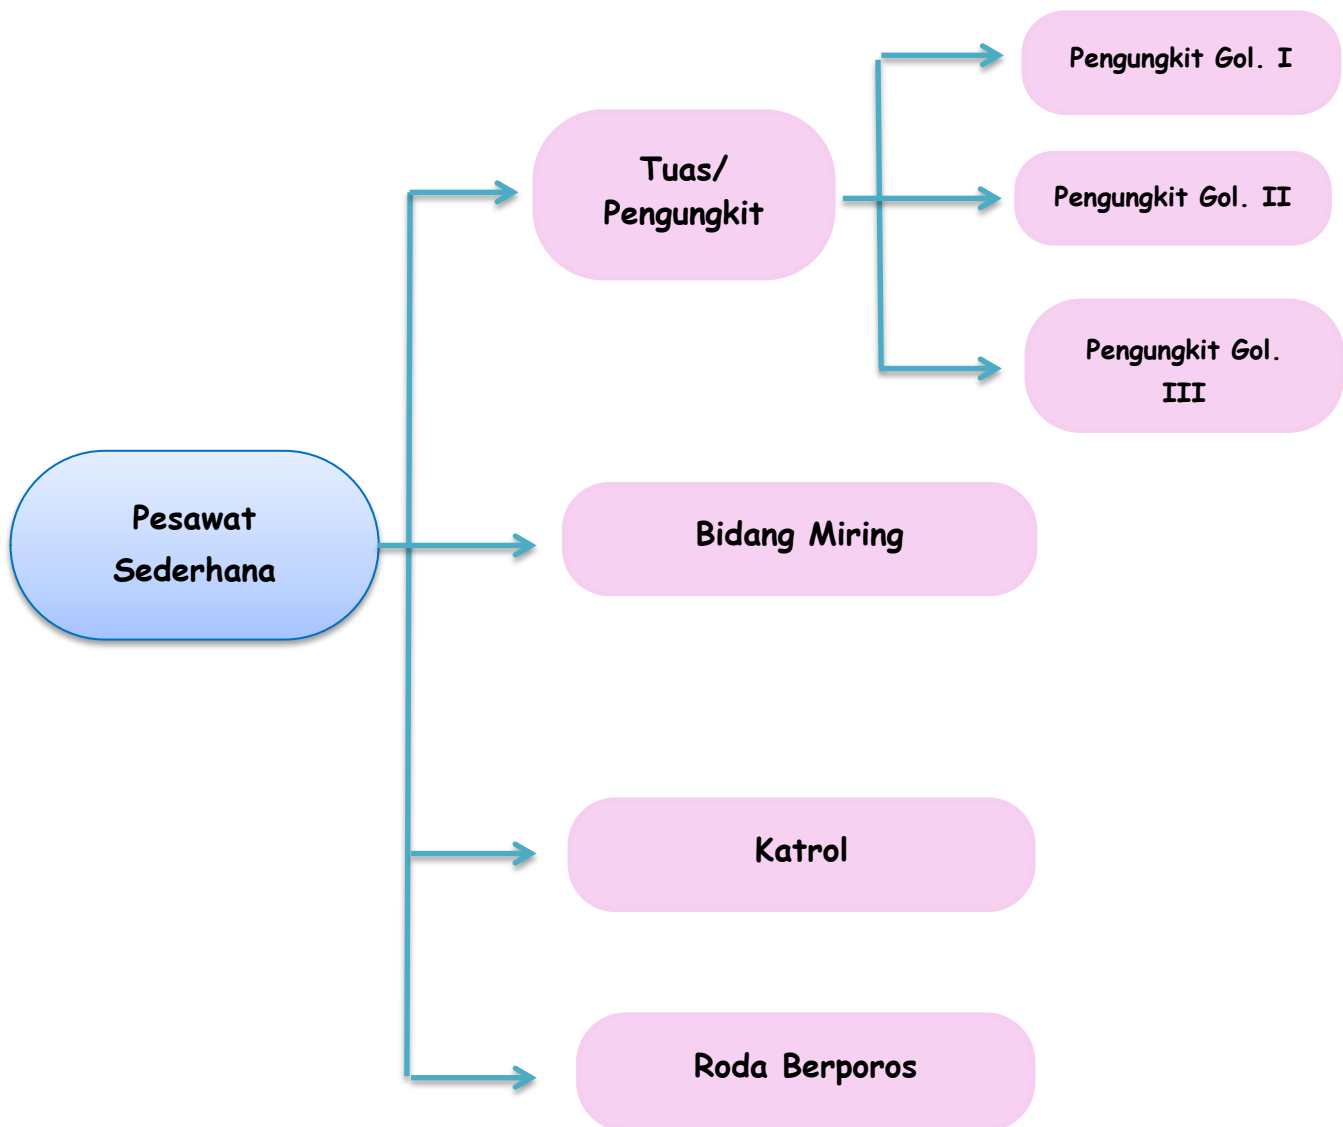 Pengungkit Gol. I
Tuas/
Pengungkit
Pengungkit Gol. II
Pengungkit Gol.
III
Pesawat
Sederhana
Bidang Miring
Katrol
Roda Berporos